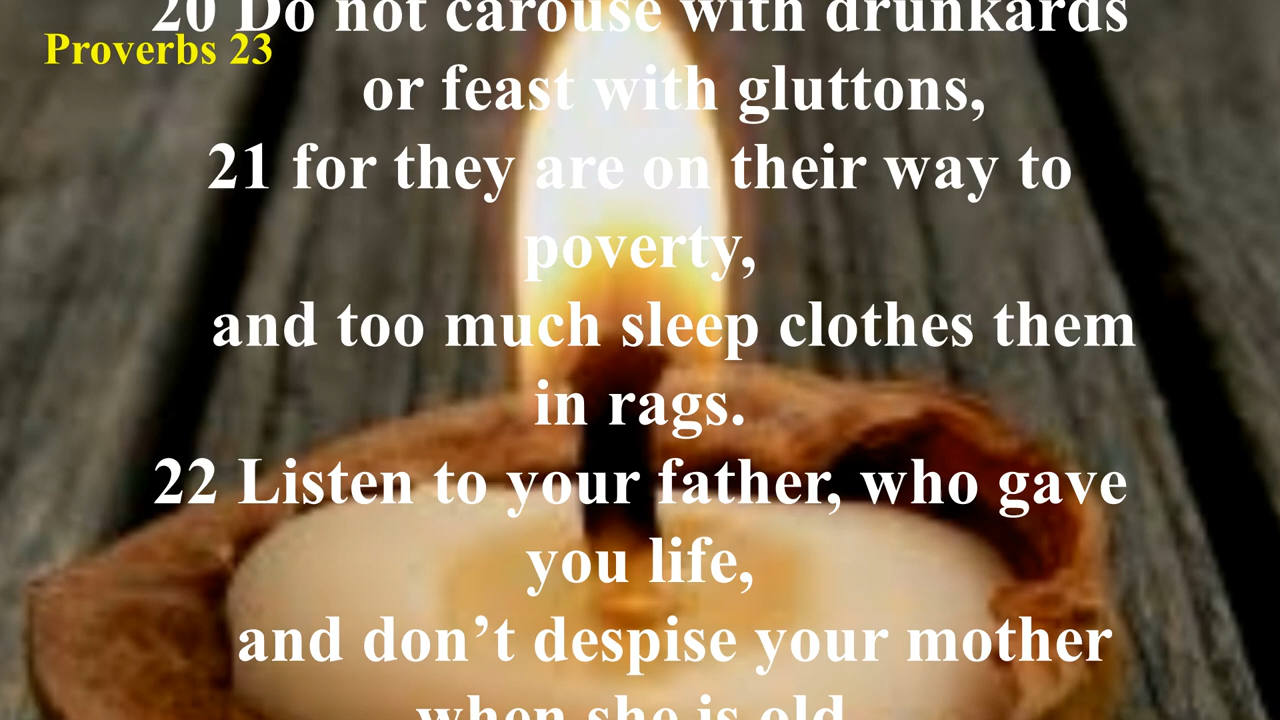 20 Do not carouse with drunkards
Proverbs 23
or feast with gluttons,
21 for they are on their way to
poverty,
and too much sleep clothes them
in rags.
22 Listen to your father, who gave
you life,
and don’t despise your mother
when she is old.